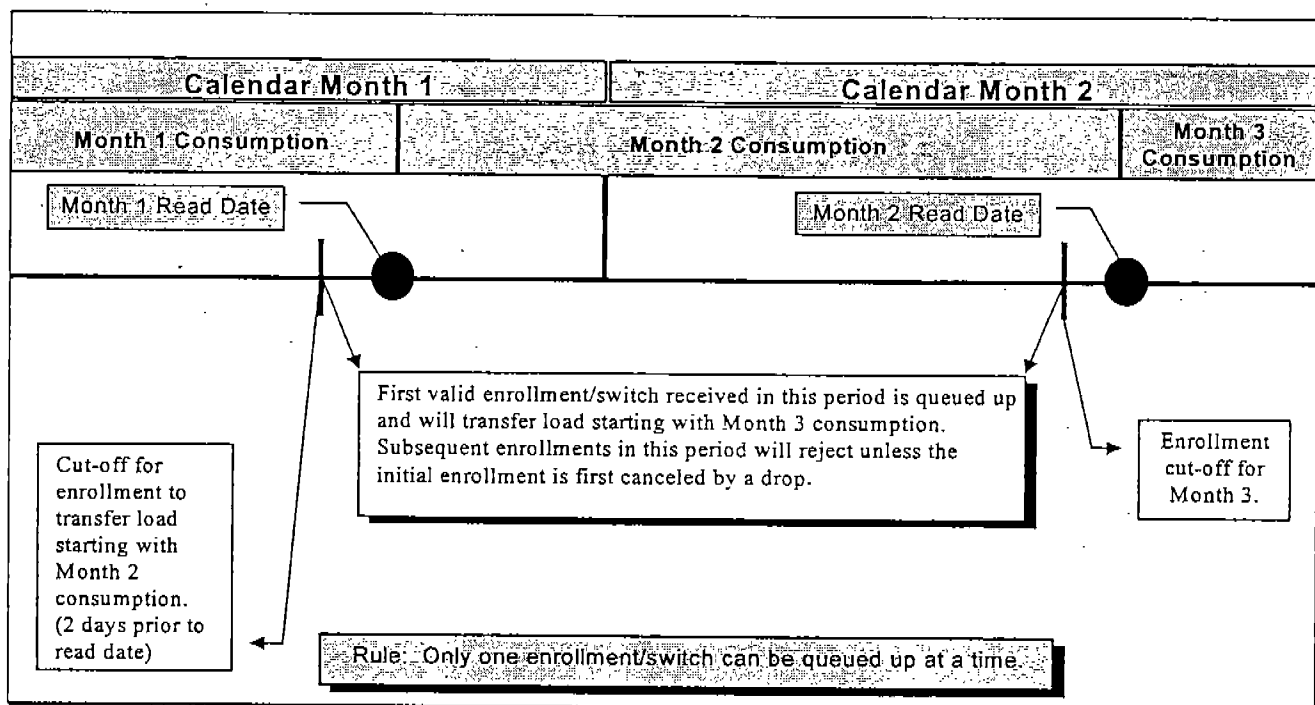 Calendar Month 1
Calendar Month 2
Month 1 Consumption
Month 2 Consumption
Month 3
Consumption
Month 1 Read Date
Month 2 Read Date
First valid enrollment/switch received in this period is queued up
and will transfer load starting with Month 3 consumption.
Subsequent enrollments in this period will reject unless the
initial enrollment is first canceled by a drop.
Cut-off for
enrollment to
transfer load
starting with
Month 2
consumption.
(2 days prior to
read date)
Enrollment
cut-off for
Month 3.
Rule: Only one enrollment/switch can be queued up at a time.